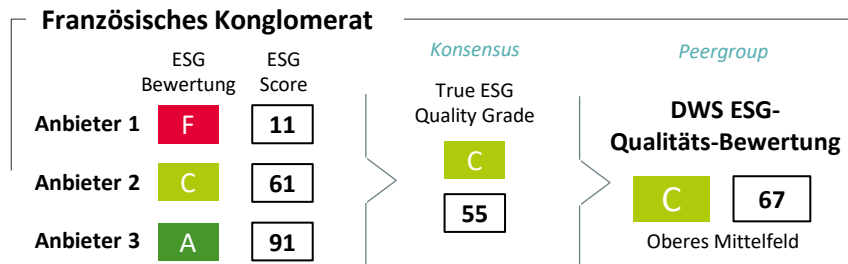 Französisches Konglomerat
ESG
Bewertung
ESG
Score
Anbieter 1
F
11
Anbieter 2
C
61
Anbieter 3
A
91
Konsensus
True ESG
Quality Grade
C
55
Peergroup
DWS ESG-
Qualitäts-Bewertung
C
67
Oberes Mittelfeld